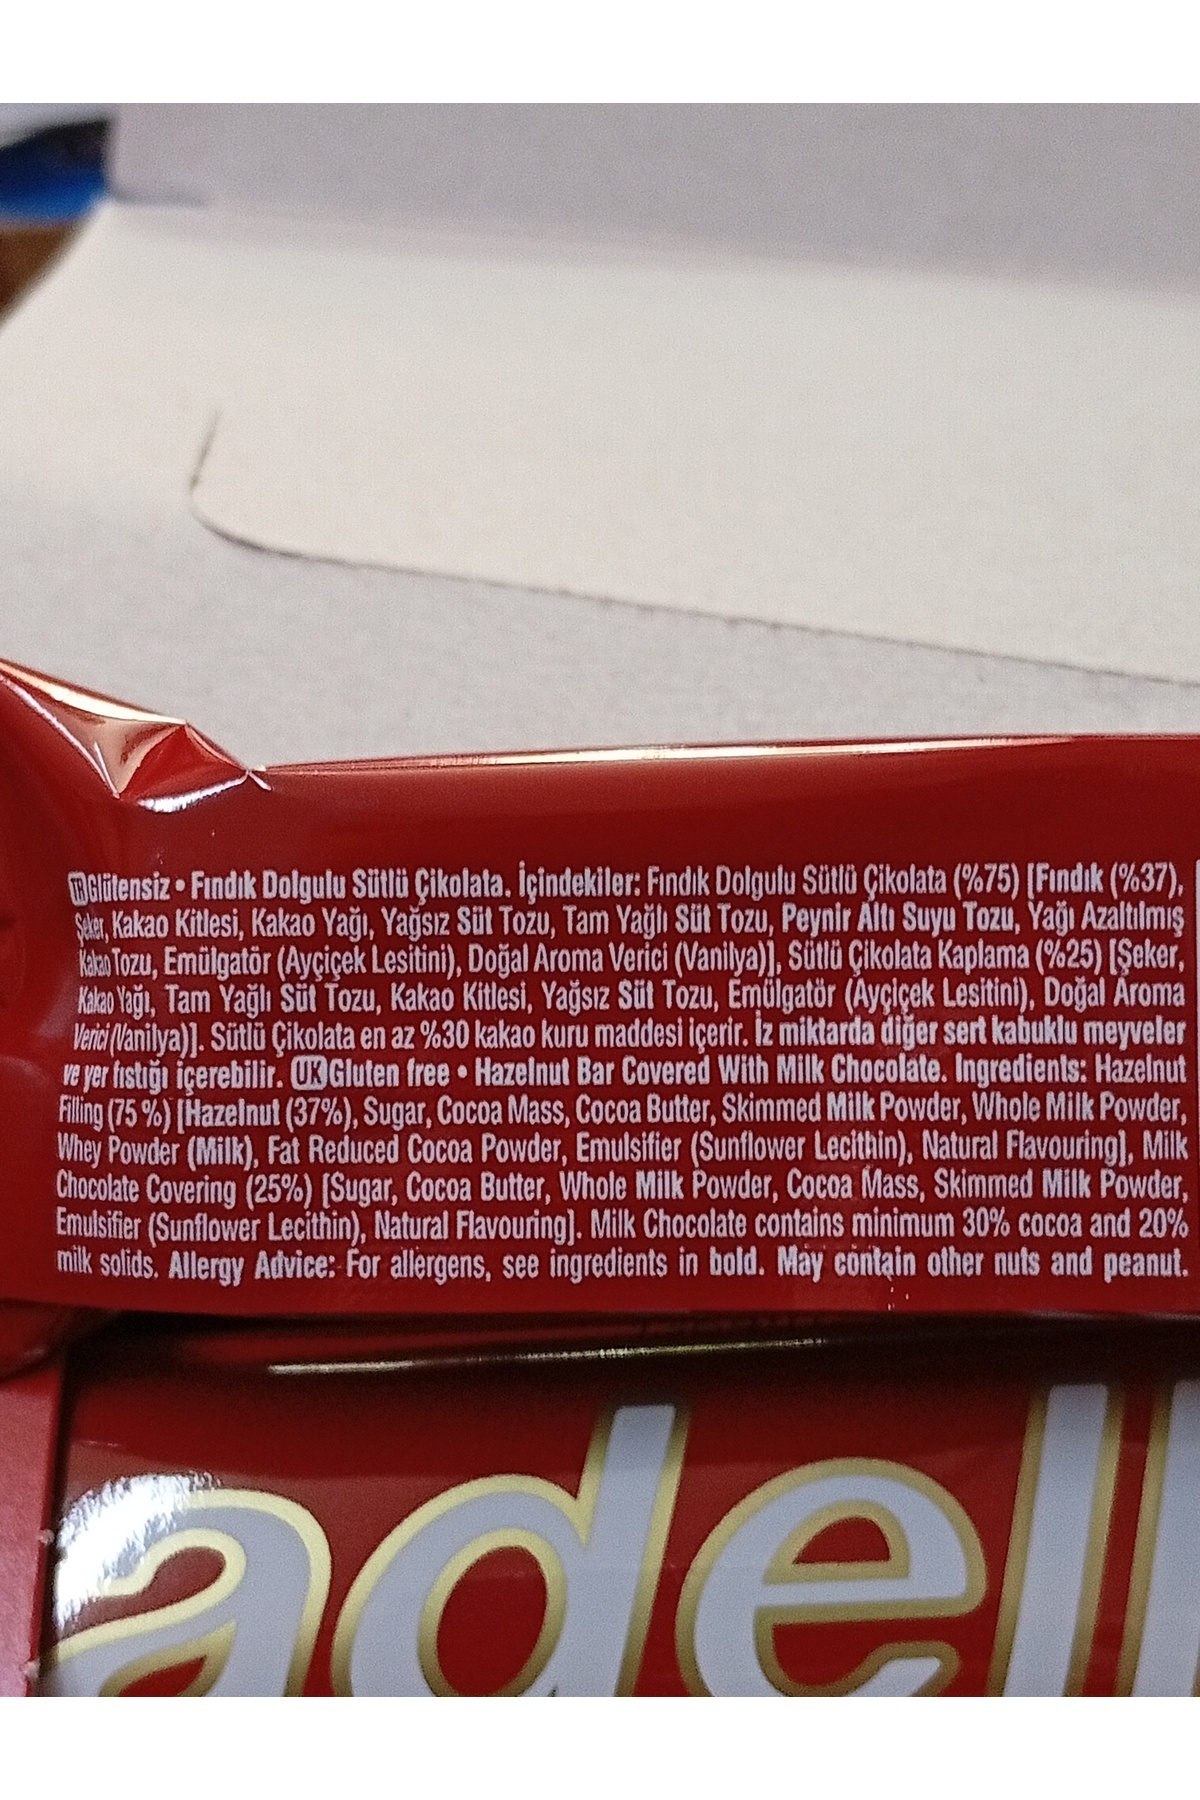 TR Glütensiz • Fındık Dolgulu Sütlü Çikolata. İçindekiler: Fındık Dolgulu Sütlü Çikolata (%75) [Fındık (%37),
Şeker, Kakao Kitlesi, Kakao Yağı, Yağsız Süt Tozu, Tam Yağlı Süt Tozu, Peynir Altı Suyu Tozu, Yağı Azaltılmış
Kakao Tozu, Emülgatör (Ayçiçek Lesitini), Doğal Aroma Verici (Vanilya)], Sütlü Çikolata Kaplama (%25) [Şeker,
Kakao Yağı, Tam Yağlı Süt Tozu, Kakao Kitlesi, Yağsız Süt Tozu, Emülgatör (Ayçiçek Lesitini), Doğal Aroma
Verici (Vanilya)]. Sütlü Çikolata en az %30 kakao kuru maddesi içerir. İz miktarda diğer sert kabuklu meyveler
ve yer fıstığı içerebilir. UK Gluten free • Hazelnut Bar Covered With Milk Chocolate. Ingredients: Hazelnut
Filling (75 %) [Hazelnut (37%), Sugar, Cocoa Mass, Cocoa Butter, Skimmed Milk Powder, Whole Milk Powder,
Whey Powder (Milk), Fat Reduced Cocoa Powder, Emulsifier (Sunflower Lecithin), Natural Flavouring], Milk
Chocolate Covering (25%) [Sugar, Cocoa Butter, Whole Milk Powder, Cocoa Mass, Skimmed Milk Powder,
Emulsifier (Sunflower Lecithin), Natural Flavouring]. Milk Chocolate contains minimum 30% cocoa and 20%
milk solids. Allergy Advice: For allergens, see ingredients in bold. May contain other nuts and peanut.
adel